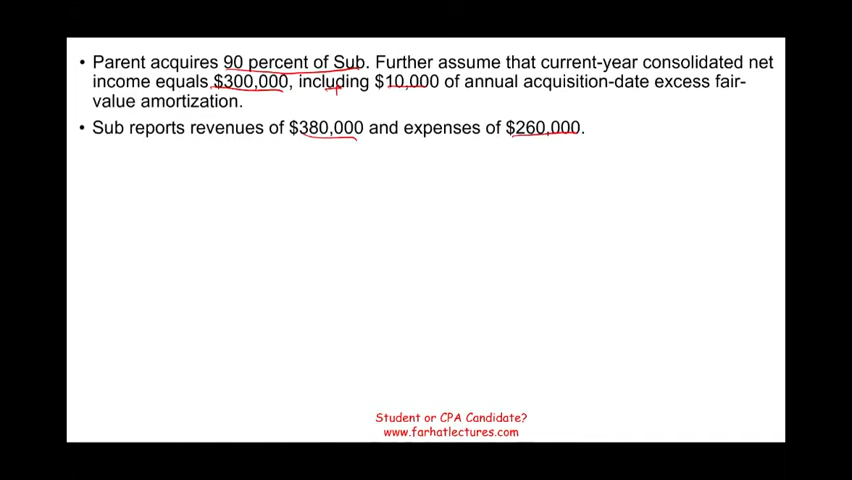 • Parent acquires 90 percent of Sub. Further assume that current-year consolidated net
income equals $300,000, including $10,000 of annual acquisition-date excess fair-
value amortization.
• Sub reports revenues of $380,000 and expenses of $260,000.
Student or CPA Candidate?
www.farhatlectures.com